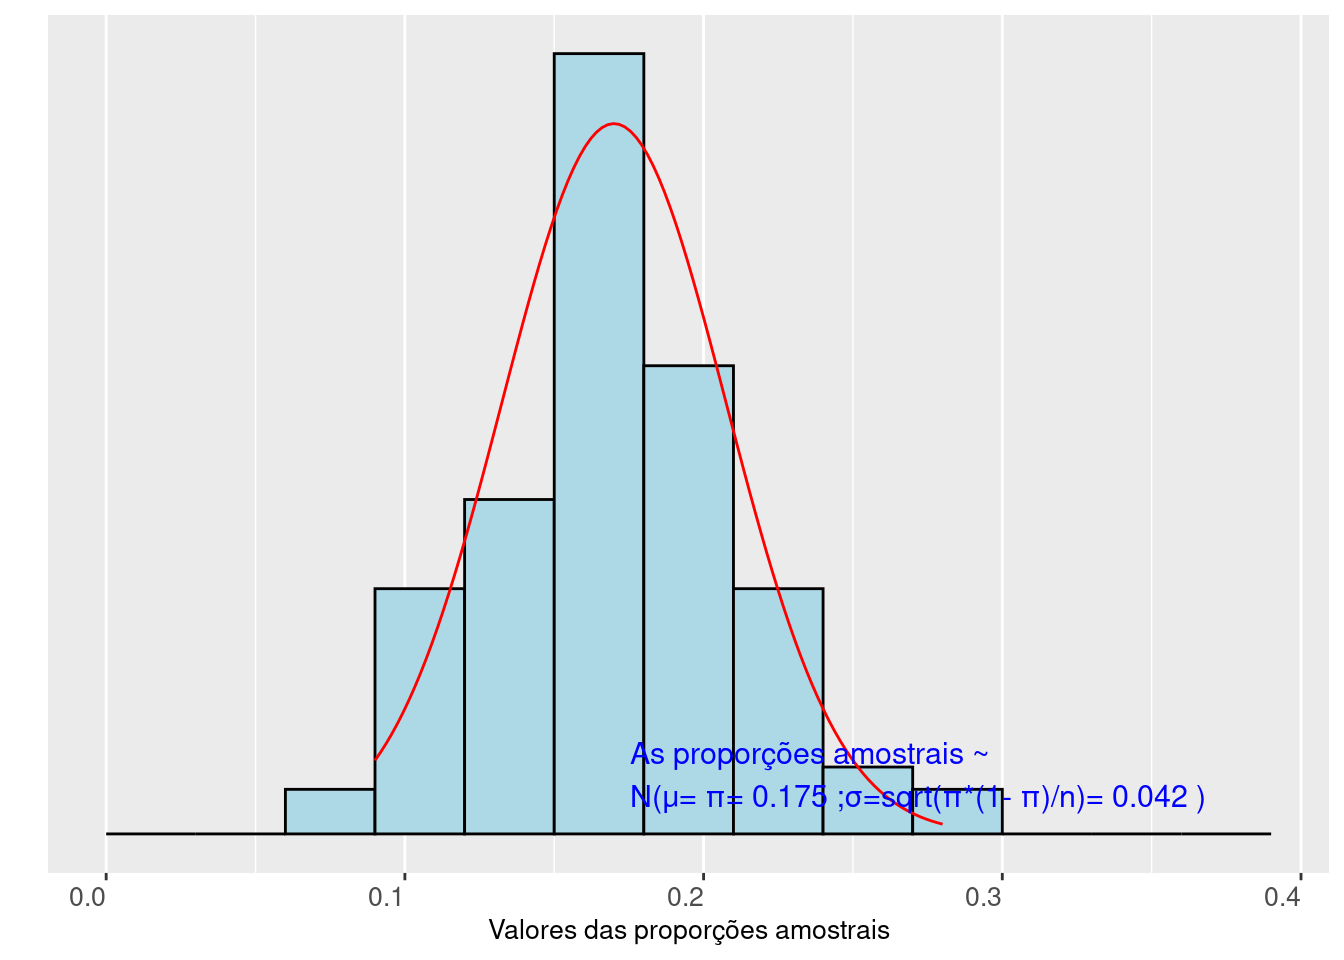 As proporções amostrais ~
N(μ= π= 0.175 ;σ=sqrt(π*(1- π)/n)= 0.042 )
0.0 0.1 0.2 0.3 0.4
Valores das proporções amostrais